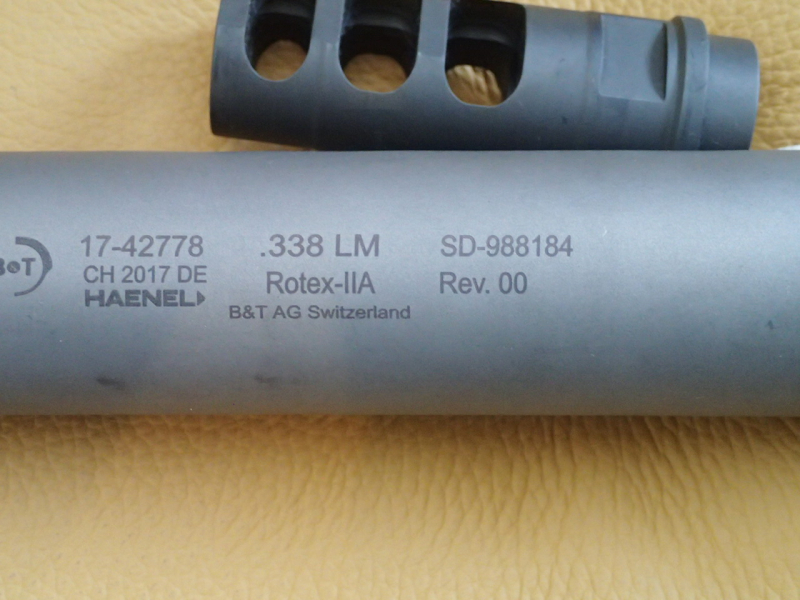 B&T
17-42778 .338 LM SD-988184
CH 2017 DE Rotex-IIA Rev. 00
HAENEL
B&T AG Switzerland